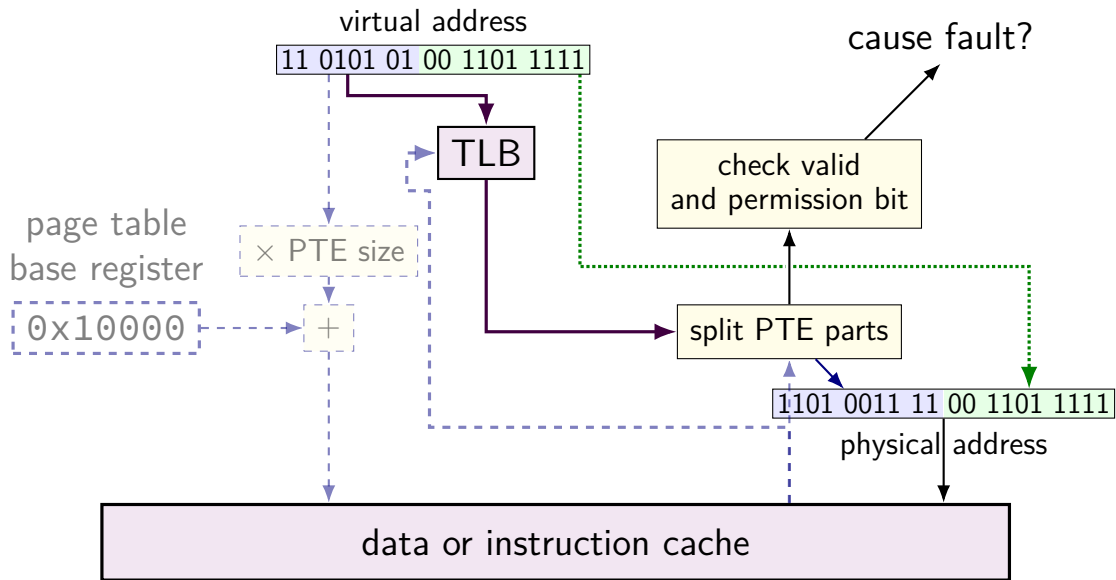 virtual address
11 0101 01 00 1101 1111
cause fault?
TLB
check valid
and permission bit
page table
base register
× PTE size
0x10000
+
split PTE parts
1101 0011 11 00 1101 1111
physical address
data or instruction cache